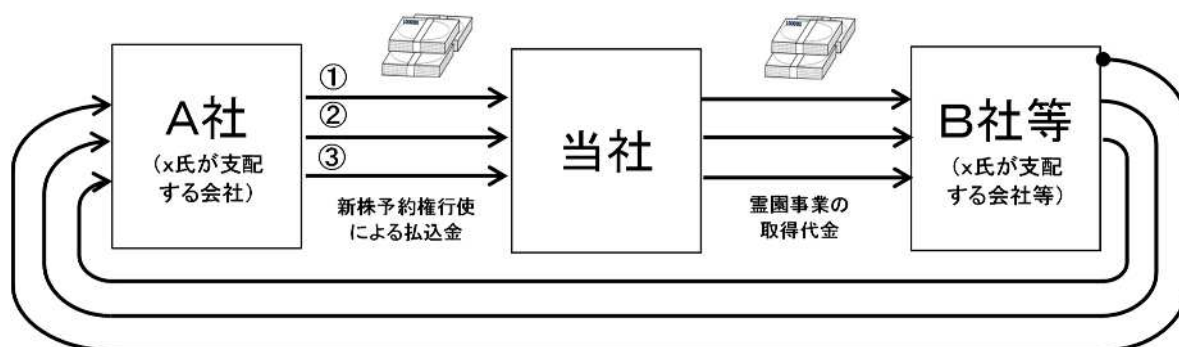 A社
(x氏が支配
する会社)
①
②
③
新株予約権行使
による払込金
当社
霊園事業の
取得代金
B社等
(x氏が支配
する会社等)